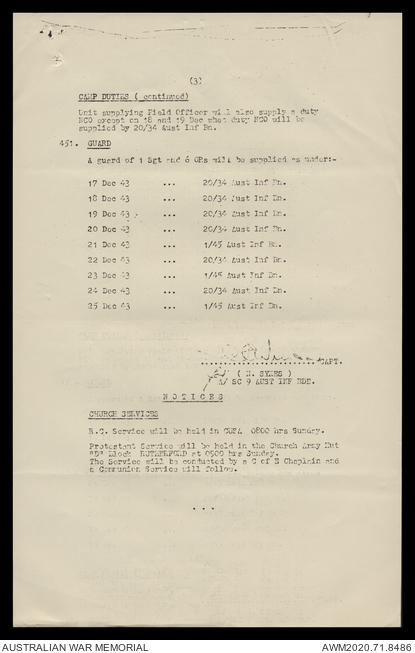 (3)
CAMP DUTIES ( continued)
Unit supplying Field Officer will also supply a duty
NCO except on 18 and 19 Dec when duty NCO will be
supplied by 20/34 Aust Inf Bn.
451. GUARD
A guard of 1 Sgt and 6 ORs will be supplied as under:-
17 Dec 43 ... 20/34 Aust Inf Bn.
18 Dec 43 ... 20/34 Aust Inf Bn.
19 Dec 43 ... 20/34 Aust Inf Bn.
20 Dec 43 ... 20/34 Aust Inf Bn.
21 Dec 43 ... 1/45 Aust Inf Bn.
22 Dec 43 ... 20/34 Aust Inf Bn.
23 Dec 43 ... 1/45 Aust Inf Bn.
24 Dec 43 ... 20/34 Aust Inf Bn.
25 Dec 43 ... 1/45 Aust Inf Bn.
CAPT.
( N. SYKES )
A/ SC 9 AUST INF BDE.
N O T I C E S
CHURCH SERVICES
R.C. Service will be held in 0800 hrs Sunday.
Protestant Service will be held in the Church Army Hut
"D" Block RUTHERFORD at 0900 hrs Sunday.
The Service will be conducted by a C of E Chaplain and
a Communion Service will follow.
...
AUSTRALIAN WAR MEMORIAL
AWM2020.71.8486